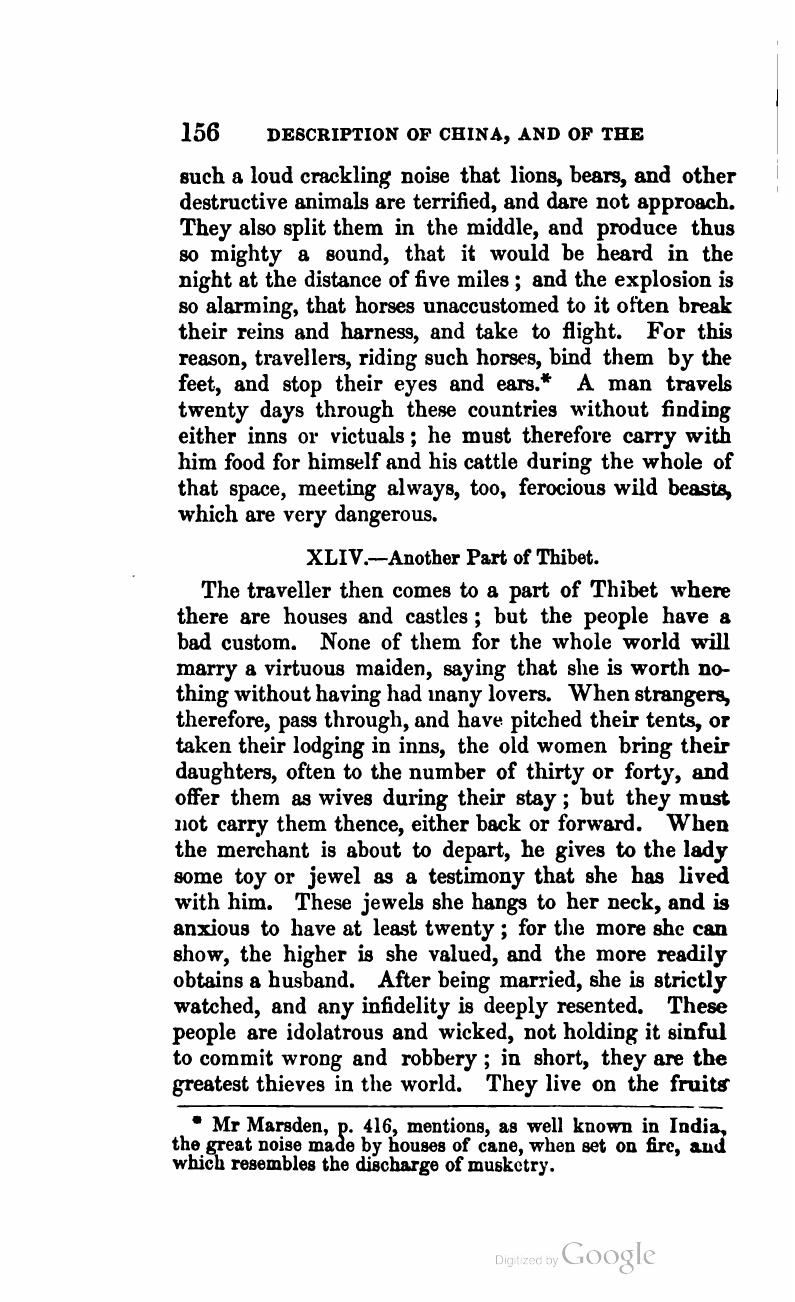 156 DESCRIPTION OF CHINA, AND OF THE
such a loud crackling noise that lions, bears, and other
destructive animals are terrified, and dare not approach.
They also split them in the middle, and produce thus
so mighty a sound, that it would be heard in the
night at the distance of five miles ; and the explosion is
so alarming, that horses unaccustomed to it often break
their reins and harness, and take to flight. For this
reason, travellers, riding such horses, bind them by the
feet, and stop their eyes and ears.* A man travels
twenty days through these countries without finding
either inns or victuals ; he must therefore carry with
him food for himself and his cattle during the whole of
that space, meeting always, too, ferocious wild beasts,
which are very dangerous.
XLIV.—Another Part of Thibet.
The traveller then comes to a part of Thibet where
there are houses and castles ; but the people have a
bad custom. None of them for the whole world will
marry a virtuous maiden, saying that she is worth no-
thing without having had many lovers. When strangers,
therefore, pass through, and have pitched their tents, or
taken their lodging in inns, the old women bring their
daughters, often to the number of thirty or forty, and
offer them as wives during their stay ; but they must
not carry them thence, either back or forward. When
the merchant is about to depart, he gives to the lady
some toy or jewel as a testimony that she has lived
with him. These jewels she hangs to her neck, and is
anxious to have at least twenty ; for the more she can
show, the higher is she valued, and the more readily
obtains a husband. After being married, she is strictly
watched, and any infidelity is deeply resented. These
people are idolatrous and wicked, not holding it sinful
to commit wrong and robbery ; in short, they are the
greatest thieves in the world. They live on the fruits
* Mr Marsden, p. 416, mentions, as well known in India,
the great noise made by houses of cane, when set on fire, and
which resembles the discharge of musketry.
Digitized by Google